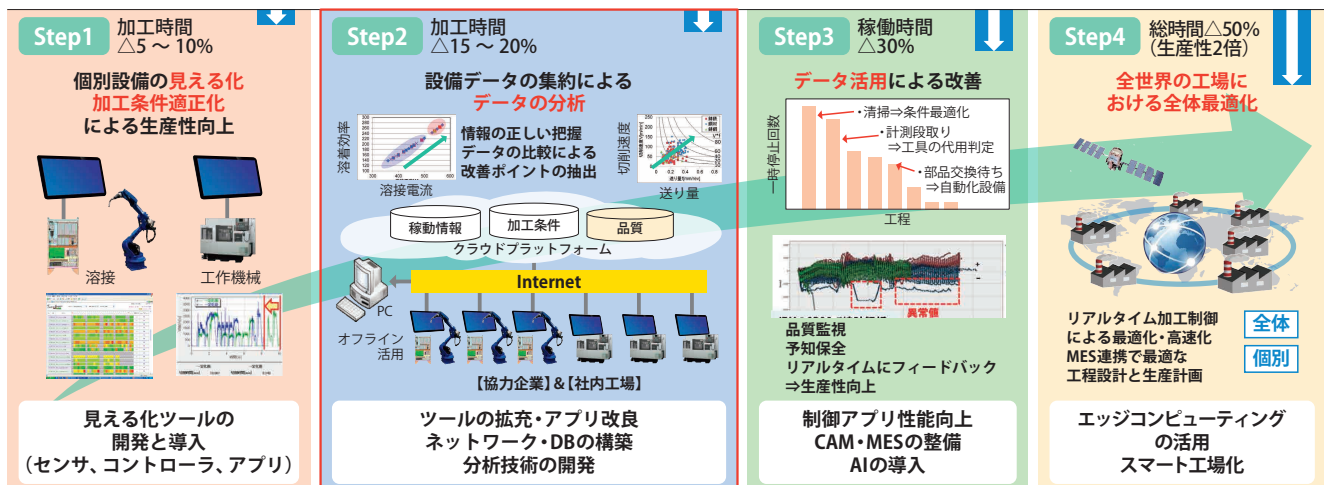 Step1
加工時間
△5 ~ 10%
個別設備の見える化
加工条件適正化
による生産性向上
溶接
工作機械
見える化ツールの
開発と導入
(センサ、コントローラ、アプリ)
Step2
加工時間
△15 ~ 20%
設備データの集約による
データの分析
溶着効率
300
400
500
600
溶接電流
情報の正しい把握
データの比較による
改善ポイントの抽出
切削速度
250
200
150
100
50
0
0
0.2
0.4
0.6
0.8
送り量
稼動情報
加工条件
品質
クラウドプラットフォーム
Internet
PC
オフライン
活用
【協力企業】&【社内工場】
ツールの拡充・アプリ改良
ネットワーク・DBの構築
分析技術の開発
Step3
稼働時間
△30%
データ活用による改善
一時停止回数
・清掃⇒条件最適化
・計測段取り
⇒工具の代用判定
・部品交換待ち
⇒自動化設備
工程
+
−
異常値
品質監視
予知保全
リアルタイムにフィードバック
⇒生産性向上
制御アプリ性能向上
CAM・MESの整備
AIの導入
Step4
総時間△50%
(生産性2倍)
全世界の工場に
おける全体最適化
リアルタイム加工制御
による最適化・高速化
MES連携で最適な
工程設計と生産計画
全体
個別
エッジコンピューティング
の活用
スマート工場化